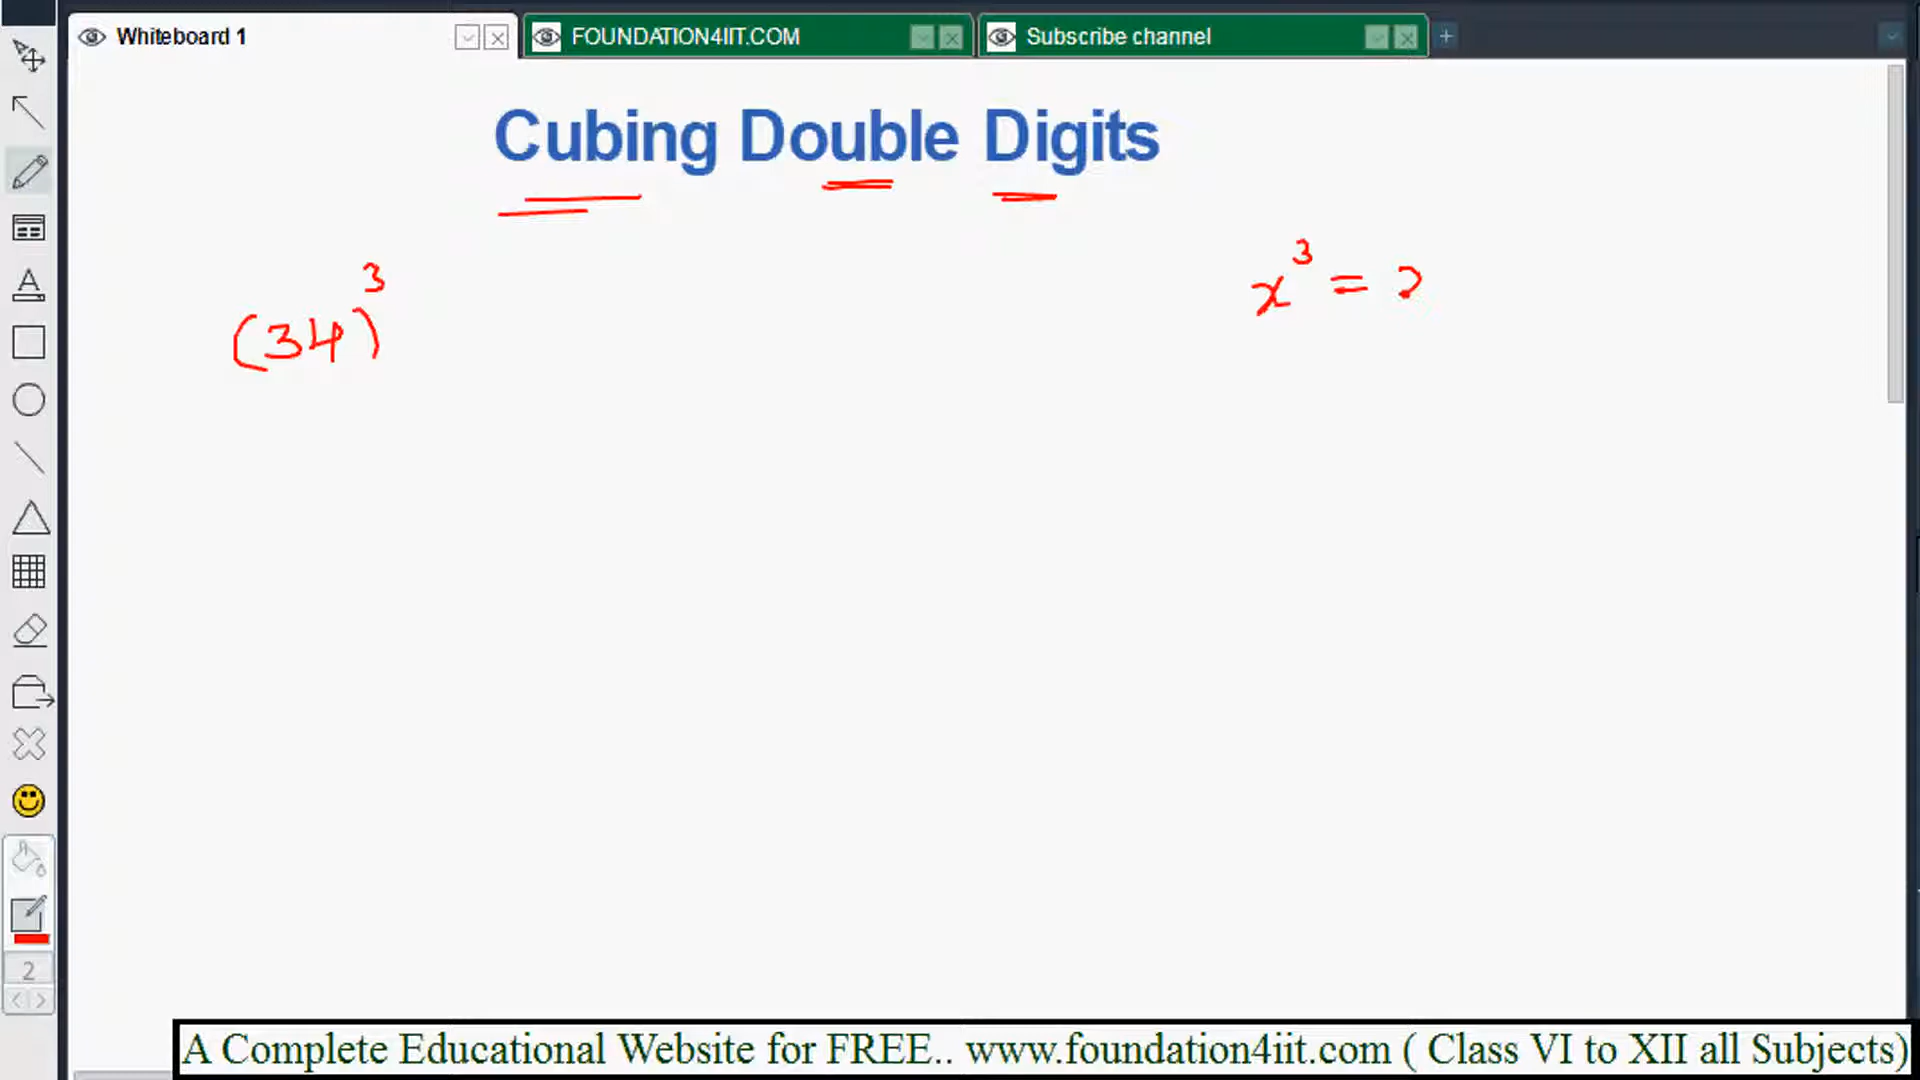 Whiteboard 1
FOUNDATION4IIT.COM
Subscribe channel
Cubing Double Digits
(34)³
x³ = ?
2
A Complete Educational Website for FREE.. www.foundation4iit.com ( Class VI to XII all Subjects)